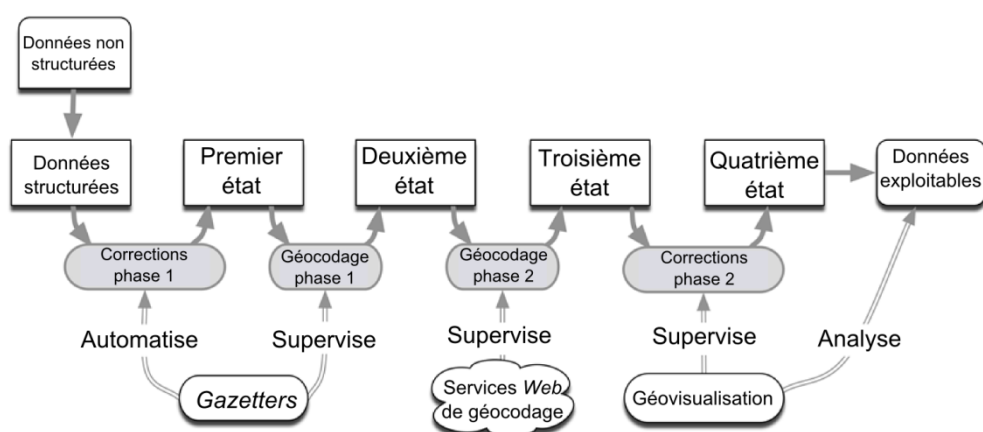 Données non
structurées
Données
structurées
Premier
état
Deuxième
état
Troisième
état
Quatrième
état
Données
exploitables
Corrections
phase 1
Géocodage
phase 1
Géocodage
phase 2
Corrections
phase 2
Automatise
Supervise
Supervise
Supervise
Analyse
Gazetters
Services Web
de géocodage
Géovisualisation